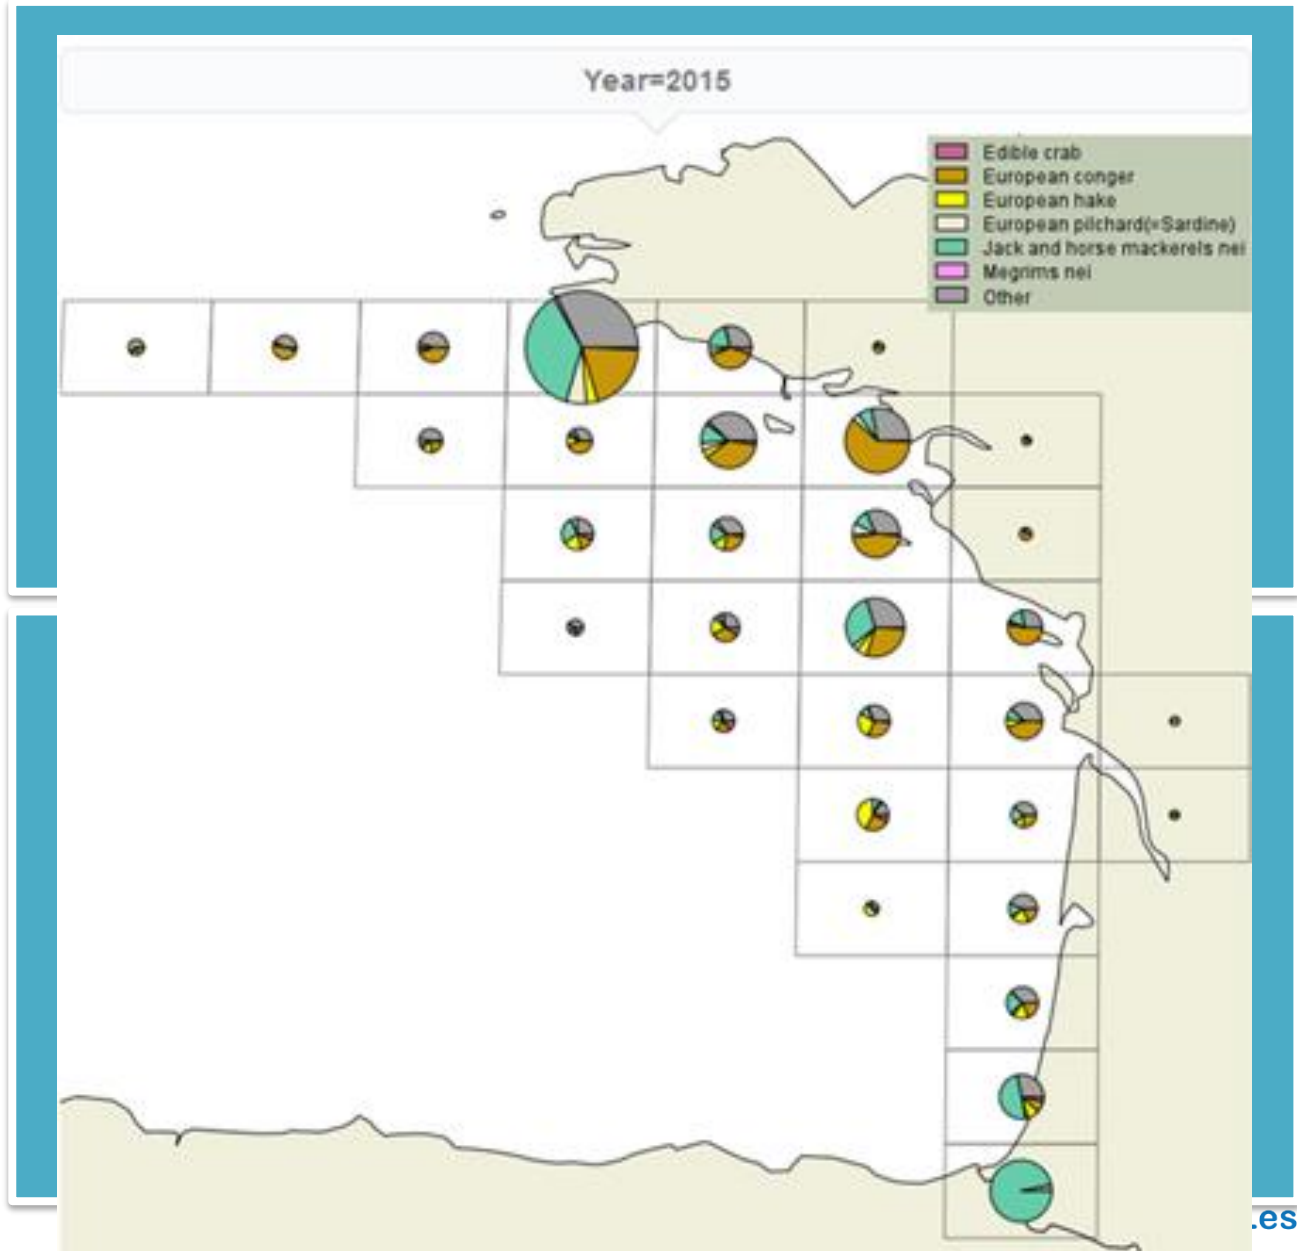 Year=2015
Edible crab
European conger
European hake
European pilchard(=Sardine)
Jack and horse mackerels nei
Megrims nei
Other
.es